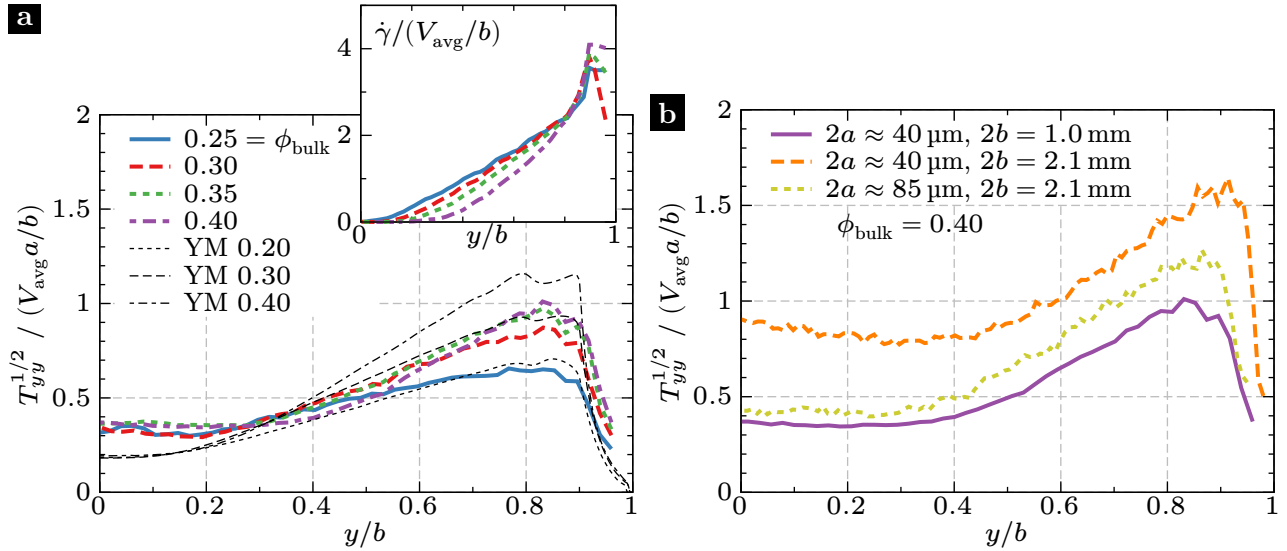 a
γ̇/(V_avg/b)
4
2
0
0
y/b
1
2
1.5
1
0.5
0
T_yy^{1/2} / (V_avg a/b)
0.25 = ϕ_bulk
0.30
0.35
0.40
YM 0.20
YM 0.30
YM 0.40
0 0.2 0.4 0.6 0.8 1
y/b
b
2
1.5
1
0.5
0
T_yy^{1/2} / (V_avg a/b)
2a ≈ 40 µm, 2b = 1.0 mm
2a ≈ 40 µm, 2b = 2.1 mm
2a ≈ 85 µm, 2b = 2.1 mm
ϕ_bulk = 0.40
0 0.2 0.4 0.6 0.8 1
y/b